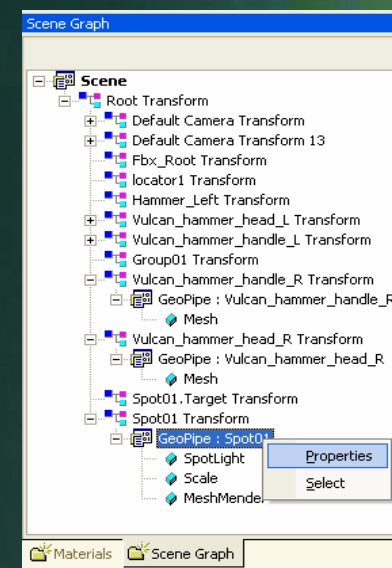 Scene Graph
Scene
Root Transform
Default Camera Transform
Default Camera Transform 13
Fbx_Root Transform
locator1 Transform
Hammer_Left Transform
Vulcan_hammer_head_L Transform
Vulcan_hammer_handle_L Transform
Group01 Transform
Vulcan_hammer_handle_R Transform
GeoPipe : Vulcan_hammer_handle_R
Mesh
Vulcan_hammer_head_R Transform
GeoPipe : Vulcan_hammer_head_R
Mesh
Spot01.Target Transform
Spot01 Transform
GeoPipe : Spot01
SpotLight
Properties
Scale
Select
MeshMender
Materials
Scene Graph